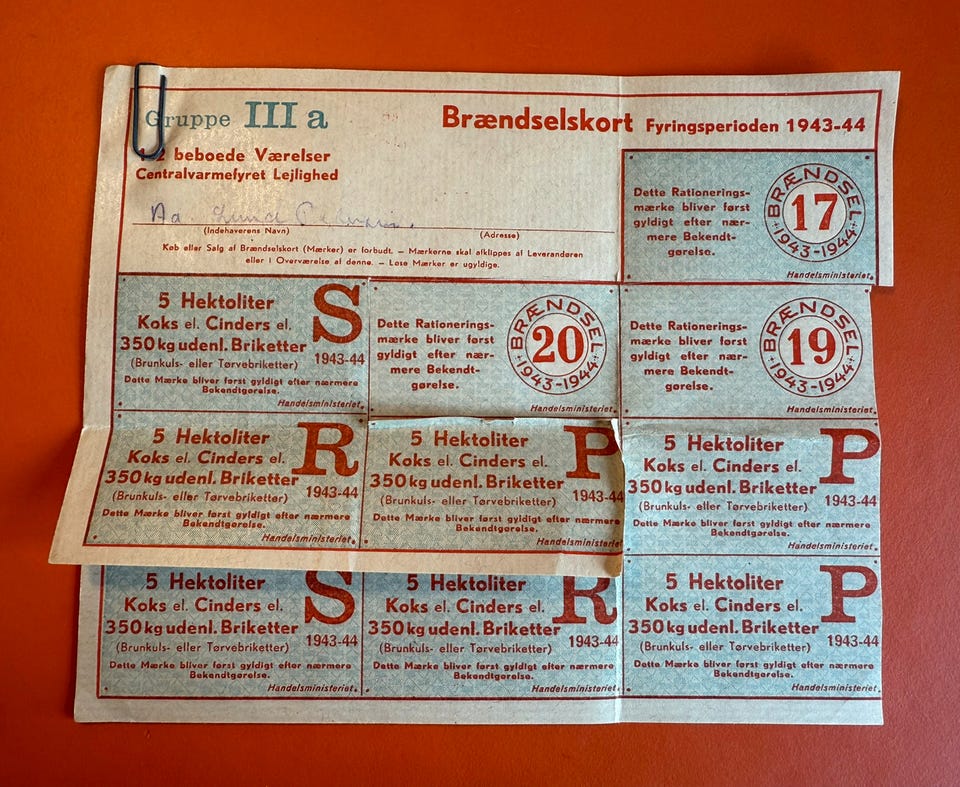 Gruppe III a
Brændselskort Fyringsperioden 1943-44
1-2 beboede Værelser
Centralvarmefyret Lejlighed
Aa. Lund
(Indehaverens Navn) (Adresse)
Køb eller Salg af Brændselskort (Mærker) er forbudt. – Mærkerne skal afklippes af Leverandøren
eller i Overværelse af denne. – Løse Mærker er ugyldige.
Dette Rationerings-
mærke bliver først
gyldigt efter nær-
mere Bekendt-
gørelse.
BRÆNDSEL
17
1943-1944
Handelsministeriet.
5 Hektoliter
Koks el. Cinders el.
350 kg udenl. Briketter
(Brunkuls- eller Tørvebriketter)
Dette Mærke bliver først gyldigt efter nærmere
Bekendtgørelse.
S
1943-44
Handelsministeriet.
Dette Rationerings-
mærke bliver først
gyldigt efter nær-
mere Bekendt-
gørelse.
BRÆNDSEL
20
1943-1944
Handelsministeriet.
Dette Rationerings-
mærke bliver først
gyldigt efter nær-
mere Bekendt-
gørelse.
BRÆNDSEL
19
1943-1944
Handelsministeriet.
5 Hektoliter
Koks el. Cinders el.
350 kg udenl. Briketter
(Brunkuls- eller Tørvebriketter)
Dette Mærke bliver først gyldigt efter nærmere
Bekendtgørelse.
R
1943-44
Handelsministeriet.
5 Hektoliter
Koks el. Cinders el.
350 kg udenl. Briketter
(Brunkuls- eller Tørvebriketter)
Dette Mærke bliver først gyldigt efter nærmere
Bekendtgørelse.
P
1943-44
Handelsministeriet.
5 Hektoliter
Koks el. Cinders el.
350 kg udenl. Briketter
(Brunkuls- eller Tørvebriketter)
Dette Mærke bliver først gyldigt efter nærmere
Bekendtgørelse.
P
1943-44
Handelsministeriet.
5 Hektoliter
Koks el. Cinders el.
350 kg udenl. Briketter
(Brunkuls- eller Tørvebriketter)
Dette Mærke bliver først gyldigt efter nærmere
Bekendtgørelse.
S
1943-44
Handelsministeriet.
5 Hektoliter
Koks el. Cinders el.
350 kg udenl. Briketter
(Brunkuls- eller Tørvebriketter)
Dette Mærke bliver først gyldigt efter nærmere
Bekendtgørelse.
R
1943-44
Handelsministeriet.
5 Hektoliter
Koks el. Cinders el.
350 kg udenl. Briketter
(Brunkuls- eller Tørvebriketter)
Dette Mærke bliver først gyldigt efter nærmere
Bekendtgørelse.
P
1943-44
Handelsministeriet.